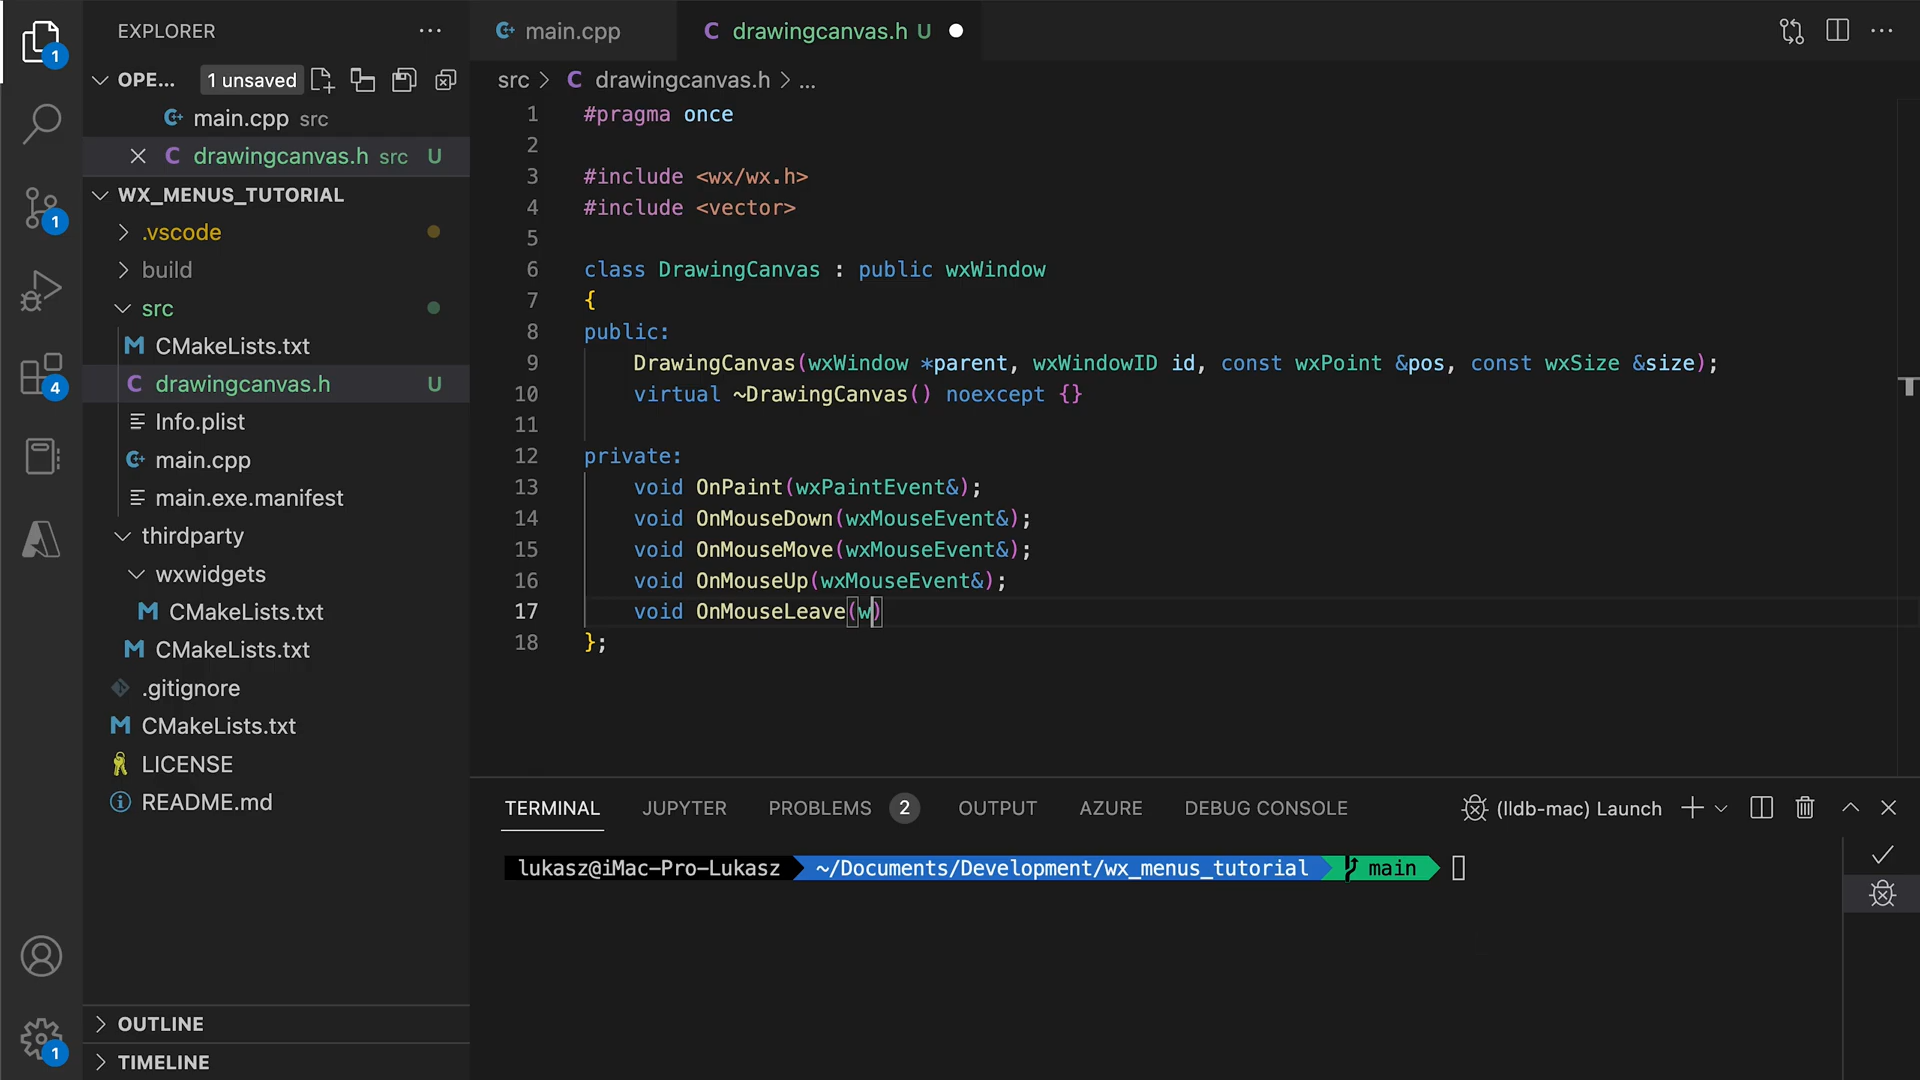 EXPLORER
OPE... 1 unsaved
main.cpp src
drawingcanvas.h src U
WX_MENUS_TUTORIAL
.vscode
build
src
CMakeLists.txt
drawingcanvas.h U
Info.plist
main.cpp
main.exe.manifest
thirdparty
wxwidgets
CMakeLists.txt
CMakeLists.txt
.gitignore
CMakeLists.txt
LICENSE
README.md
OUTLINE
TIMELINE
1
1
4
1
main.cpp
drawingcanvas.h U
src > C drawingcanvas.h > ...
1 #pragma once
2
3 #include <wx/wx.h>
4 #include <vector>
5
6 class DrawingCanvas : public wxWindow
7 {
8 public:
9 DrawingCanvas(wxWindow *parent, wxWindowID id, const wxPoint &pos, const wxSize &size);
10 virtual ~DrawingCanvas() noexcept {}
11
12 private:
13 void OnPaint(wxPaintEvent&);
14 void OnMouseDown(wxMouseEvent&);
15 void OnMouseMove(wxMouseEvent&);
16 void OnMouseUp(wxMouseEvent&);
17 void OnMouseLeave(w)
18 };
TERMINAL JUPYTER PROBLEMS 2 OUTPUT AZURE DEBUG CONSOLE (lldb-mac) Launch
lukasz@iMac-Pro-Lukasz ~/Documents/Development/wx_menus_tutorial main